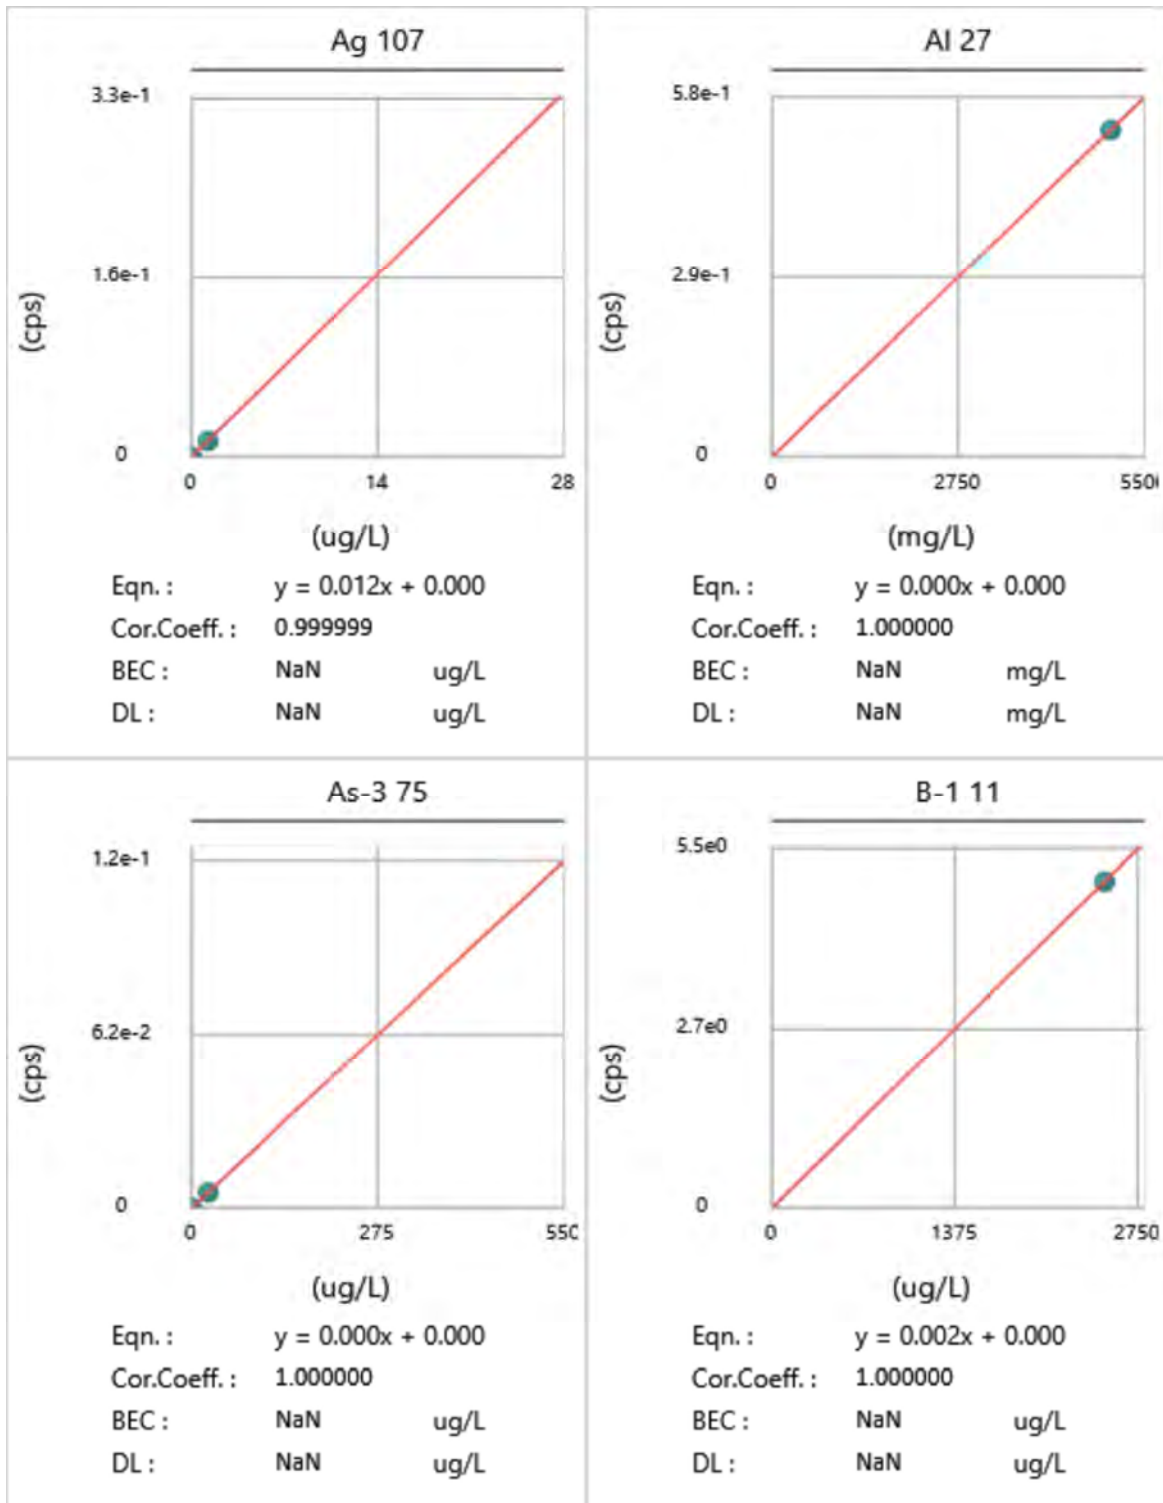 Ag 107
3.3e-1
1.6e-1
0
(cps)
0 14 28
(ug/L)
Eqn. : y = 0.012x + 0.000
Cor.Coeff. : 0.999999
BEC : NaN ug/L
DL : NaN ug/L
Al 27
5.8e-1
2.9e-1
0
(cps)
0 2750 550
(mg/L)
Eqn. : y = 0.000x + 0.000
Cor.Coeff. : 1.000000
BEC : NaN mg/L
DL : NaN mg/L
As-3 75
1.2e-1
6.2e-2
0
(cps)
0 275 550
(ug/L)
Eqn. : y = 0.000x + 0.000
Cor.Coeff. : 1.000000
BEC : NaN ug/L
DL : NaN ug/L
B-1 11
5.5e0
2.7e0
0
(cps)
0 1375 2750
(ug/L)
Eqn. : y = 0.002x + 0.000
Cor.Coeff. : 1.000000
BEC : NaN ug/L
DL : NaN ug/L